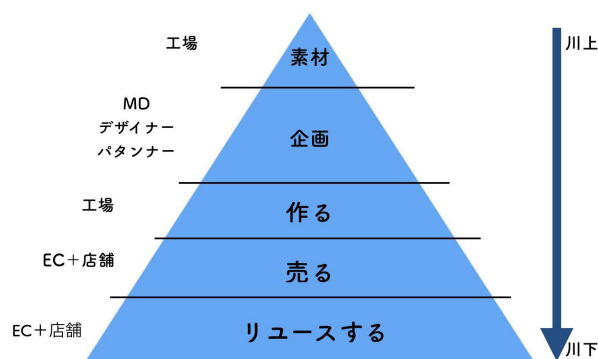 工場
素材
川上
MD
デザイナー
パタンナー
企画
工場
作る
EC＋店舗
売る
EC＋店舗
リユースする
川下